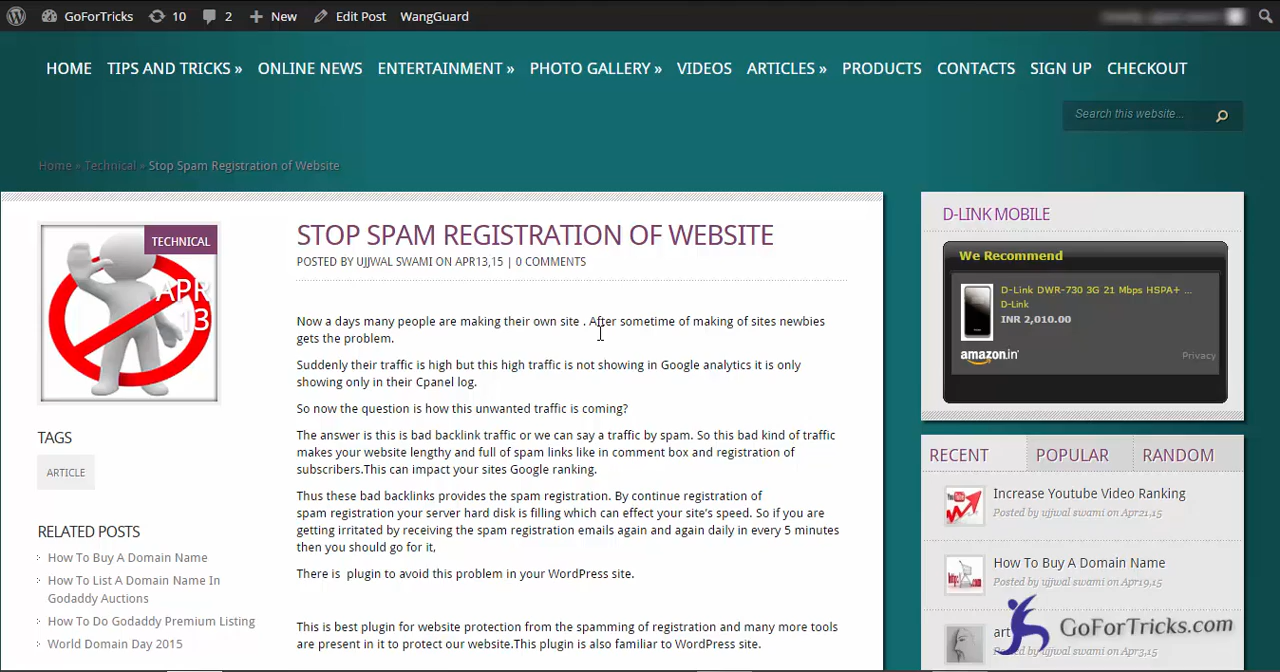 GoForTricks 10 2 New Edit Post WangGuard
HOME TIPS AND TRICKS » ONLINE NEWS ENTERTAINMENT » PHOTO GALLERY » VIDEOS ARTICLES » PRODUCTS CONTACTS SIGN UP CHECKOUT
Search this website...
Home » Technical » Stop Spam Registration of Website
TECHNICAL
APR
13
TAGS
ARTICLE
RELATED POSTS
How To Buy A Domain Name
How To List A Domain Name In
Godaddy Auctions
How To Do Godaddy Premium Listing
World Domain Day 2015
STOP SPAM REGISTRATION OF WEBSITE
POSTED BY UJJWAL SWAMI ON APR13,15 | 0 COMMENTS
Now a days many people are making their own site . After sometime of making of sites newbies
gets the problem.
Suddenly their traffic is high but this high traffic is not showing in Google analytics it is only
showing only in their Cpanel log.
So now the question is how this unwanted traffic is coming?
The answer is this is bad backlink traffic or we can say a traffic by spam. So this bad kind of traffic
makes your website lengthy and full of spam links like in comment box and registration of
subscribers.This can impact your sites Google ranking.
Thus these bad backlinks provides the spam registration. By continue registration of
spam registration your server hard disk is filling which can effect your site's speed. So if you are
getting irritated by receiving the spam registration emails again and again daily in every 5 minutes
then you should go for it,
There is plugin to avoid this problem in your WordPress site.
This is best plugin for website protection from the spamming of registration and many more tools
are present in it to protect our website.This plugin is also familiar to WordPress site.
D-LINK MOBILE
We Recommend
D-Link DWR-730 3G 21 Mbps HSPA+ ...
D-Link
INR 2,010.00
amazon.in
Privacy
RECENT POPULAR RANDOM
Increase Youtube Video Ranking
Posted by ujjwal swami on Apr21,15
How To Buy A Domain Name
Posted by ujjwal swami on Apr19,15
art
Posted by ujjwal swami on Apr3,15
GoForTricks.com